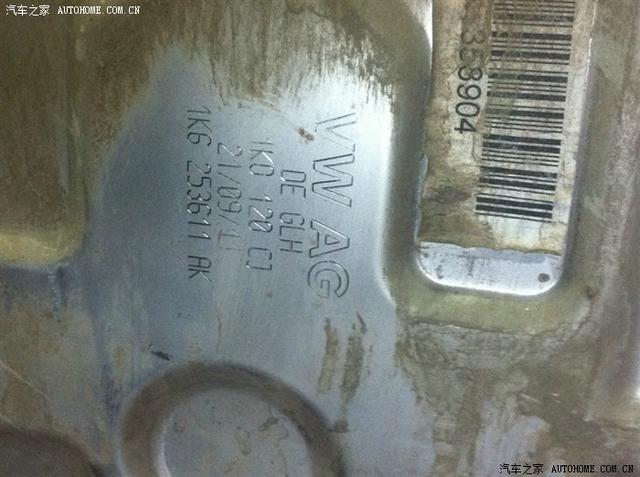 汽车之家 AUTOHOME.COM.CN
VW AG
DE GLH
1K0 120 CJ
21/09/11
1K6 253611 AK
358904
汽车之家 AUTOHOME.COM.CN